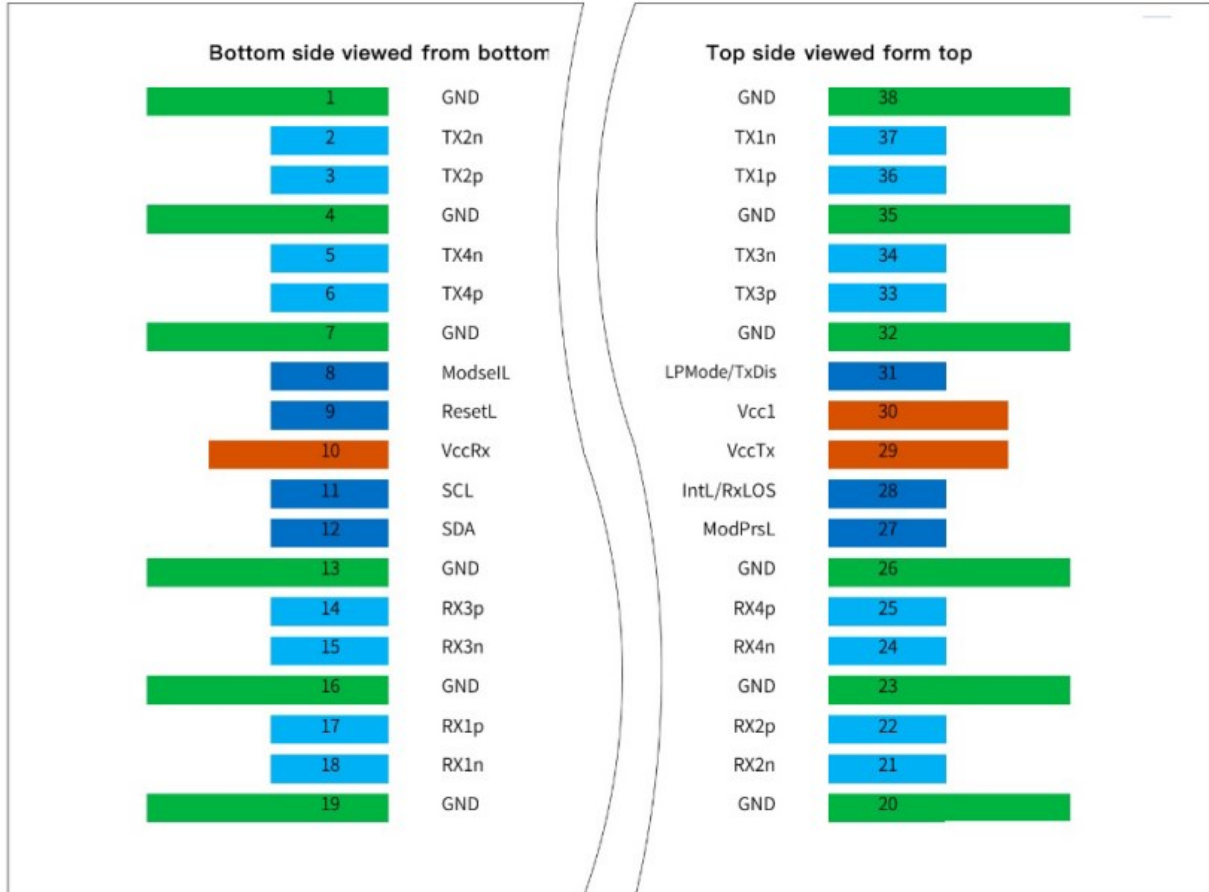 Bottom side viewed from bottom
1 GND
2 TX2n
3 TX2p
4 GND
5 TX4n
6 TX4p
7 GND
8 ModselL
9 ResetL
10 VccRx
11 SCL
12 SDA
13 GND
14 RX3p
15 RX3n
16 GND
17 RX1p
18 RX1n
19 GND
Top side viewed form top
GND 38
TX1n 37
TX1p 36
GND 35
TX3n 34
TX3p 33
GND 32
LPMode/TxDis 31
Vcc1 30
VccTx 29
IntL/RxLOS 28
ModPrsL 27
GND 26
RX4p 25
RX4n 24
GND 23
RX2p 22
RX2n 21
GND 20